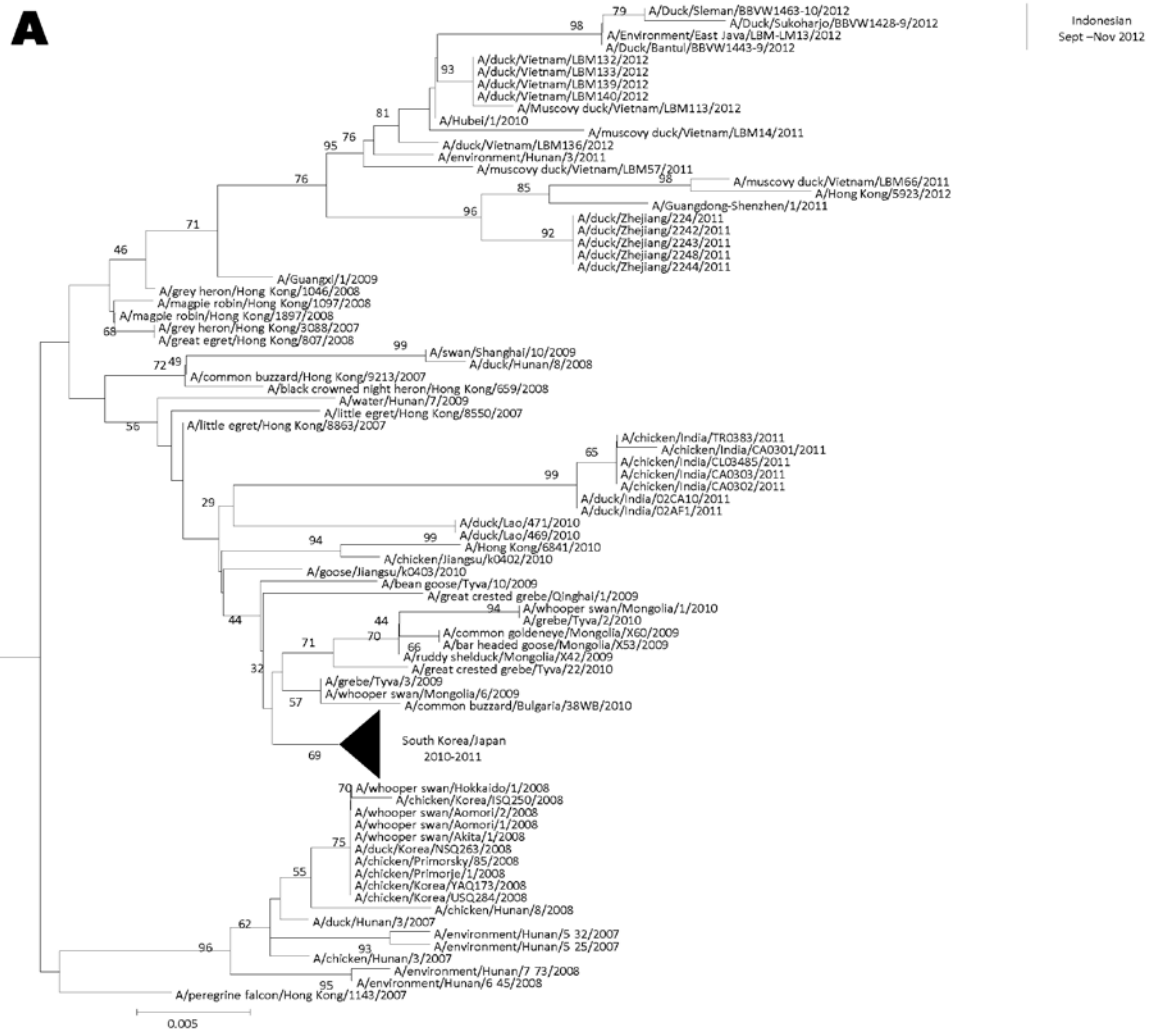 A
79
A/Duck/Sleman/BBVW1463-10/2012
A/Duck/Sukoharjo/BBVW1428-9/2012
98
A/Environment/East Java/LBM-LM13/2012
A/Duck/Bantul/BBVW1443-9/2012
Indonesian
Sept –Nov 2012
A/duck/Vietnam/LBM132/2012
93
A/duck/Vietnam/LBM133/2012
A/duck/Vietnam/LBM139/2012
A/duck/Vietnam/LBM140/2012
A/Muscovy duck/Vietnam/LBM113/2012
81
A/Hubei/1/2010
A/muscovy duck/Vietnam/LBM14/2011
76
95
A/duck/Vietnam/LBM136/2012
A/environment/Hunan/3/2011
A/muscovy duck/Vietnam/LBM57/2011
76
98
A/muscovy duck/Vietnam/LBM66/2011
85
A/Hong Kong/5923/2012
A/Guangdong-Shenzhen/1/2011
96
A/duck/Zhejiang/224/2011
A/duck/Zhejiang/2242/2011
92
A/duck/Zhejiang/2243/2011
A/duck/Zhejiang/2248/2011
A/duck/Zhejiang/2244/2011
71
46
A/Guangxi/1/2009
A/grey heron/Hong Kong/1046/2008
A/magpie robin/Hong Kong/1097/2008
A/magpie robin/Hong Kong/1897/2008
68
A/grey heron/Hong Kong/3088/2007
A/great egret/Hong Kong/807/2008
99
A/swan/Shanghai/10/2009
72
49
A/duck/Hunan/8/2008
A/common buzzard/Hong Kong/9213/2007
A/black crowned night heron/Hong Kong/659/2008
A/water/Hunan/7/2009
A/little egret/Hong Kong/8550/2007
56
A/little egret/Hong Kong/8863/2007
65
A/chicken/India/TR0383/2011
A/chicken/India/CA0301/2011
A/chicken/India/CL03485/2011
99
A/chicken/India/CA0303/2011
A/chicken/India/CA0302/2011
A/duck/India/02CA10/2011
A/duck/India/02AF1/2011
29
A/duck/Lao/471/2010
A/duck/Lao/469/2010
94
99
A/Hong Kong/6841/2010
A/chicken/Jiangsu/k0402/2010
A/goose/Jiangsu/k0403/2010
A/bean goose/Tyva/10/2009
A/great crested grebe/Qinghai/1/2009
44
94
A/whooper swan/Mongolia/1/2010
A/grebe/Tyva/2/2010
44
70
A/common goldeneye/Mongolia/X60/2009
66
A/bar headed goose/Mongolia/X53/2009
71
A/ruddy shelduck/Mongolia/X42/2009
A/great crested grebe/Tyva/22/2010
32
A/grebe/Tyva/3/2009
A/whooper swan/Mongolia/6/2009
57
A/common buzzard/Bulgaria/38WB/2010
69
South Korea/Japan
2010-2011
70
A/whooper swan/Hokkaido/1/2008
A/chicken/Korea/ISQ250/2008
A/whooper swan/Aomori/2/2008
A/whooper swan/Aomori/1/2008
75
A/whooper swan/Akita/1/2008
A/duck/Korea/NSQ263/2008
A/chicken/Primorsky/85/2008
A/chicken/Primorje/1/2008
55
A/chicken/Korea/YAQ173/2008
A/chicken/Korea/USQ284/2008
A/chicken/Hunan/8/2008
62
A/duck/Hunan/3/2007
A/environment/Hunan/5 32/2007
96
93
A/environment/Hunan/5 25/2007
A/chicken/Hunan/3/2007
A/environment/Hunan/7 73/2008
95
A/environment/Hunan/6 45/2008
A/peregrine falcon/Hong Kong/1143/2007
0.005